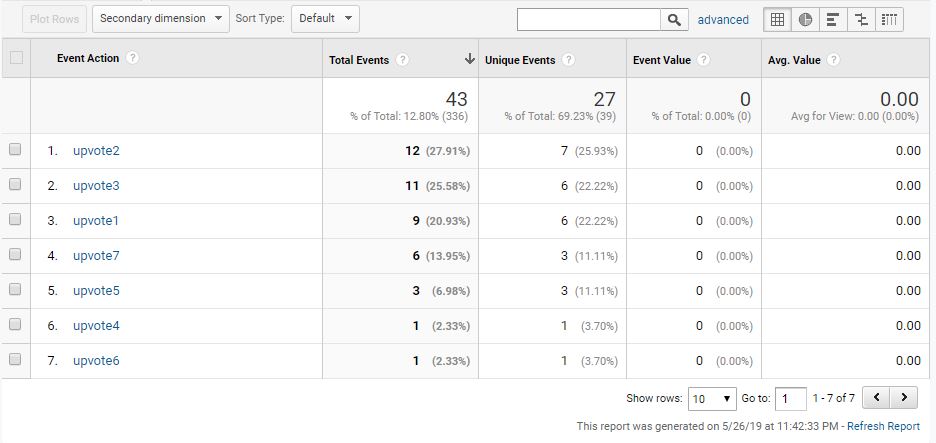 Plot Rows Secondary dimension Sort Type: Default advanced
Event Action ? Total Events ? Unique Events ? Event Value ? Avg. Value ?
43 27 0 0.00
% of Total: 12.80% (336) % of Total: 69.23% (39) % of Total: 0.00% (0) Avg for View: 0.00 (0.00%)
1. upvote2 12 (27.91%) 7 (25.93%) 0 (0.00%) 0.00
2. upvote3 11 (25.58%) 6 (22.22%) 0 (0.00%) 0.00
3. upvote1 9 (20.93%) 6 (22.22%) 0 (0.00%) 0.00
4. upvote7 6 (13.95%) 3 (11.11%) 0 (0.00%) 0.00
5. upvote5 3 (6.98%) 3 (11.11%) 0 (0.00%) 0.00
6. upvote4 1 (2.33%) 1 (3.70%) 0 (0.00%) 0.00
7. upvote6 1 (2.33%) 1 (3.70%) 0 (0.00%) 0.00
Show rows: 10 Go to: 1 1 - 7 of 7
This report was generated on 5/26/19 at 11:42:33 PM - Refresh Report